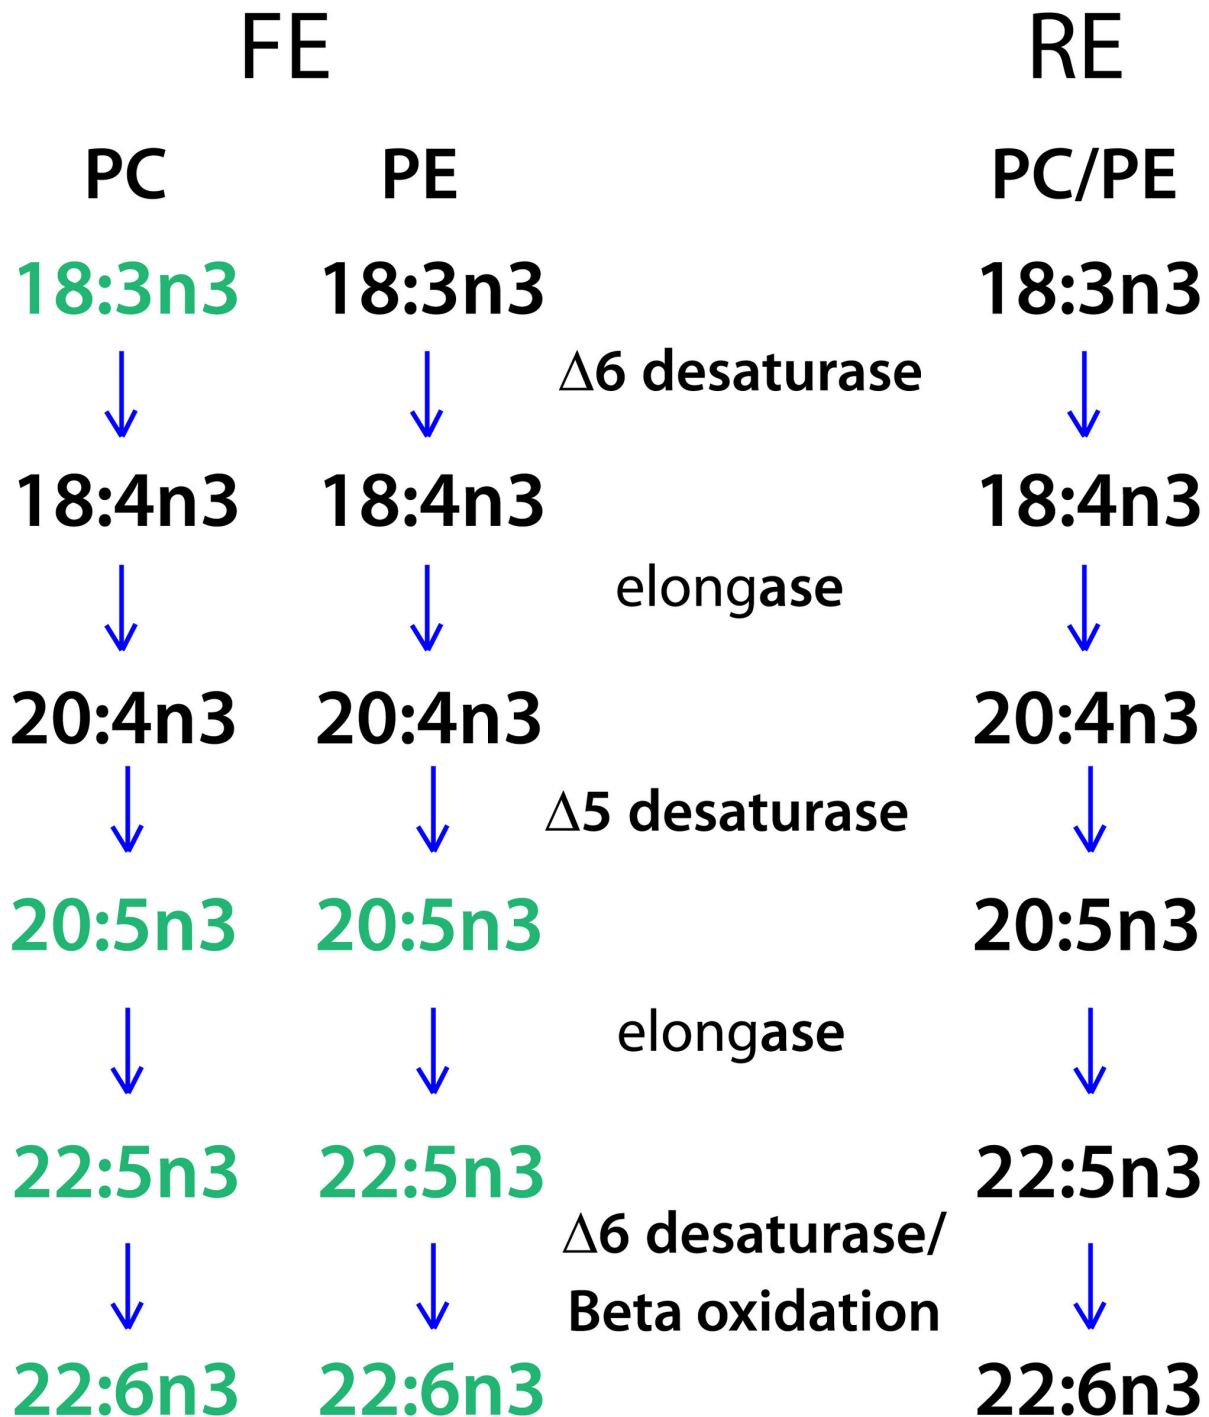 FE RE
PC PE PC/PE
18:3n3 18:3n3 18:3n3
Δ6 desaturase
18:4n3 18:4n3 18:4n3
elongase
20:4n3 20:4n3 20:4n3
Δ5 desaturase
20:5n3 20:5n3 20:5n3
elongase
22:5n3 22:5n3 22:5n3
Δ6 desaturase/
Beta oxidation
22:6n3 22:6n3 22:6n3